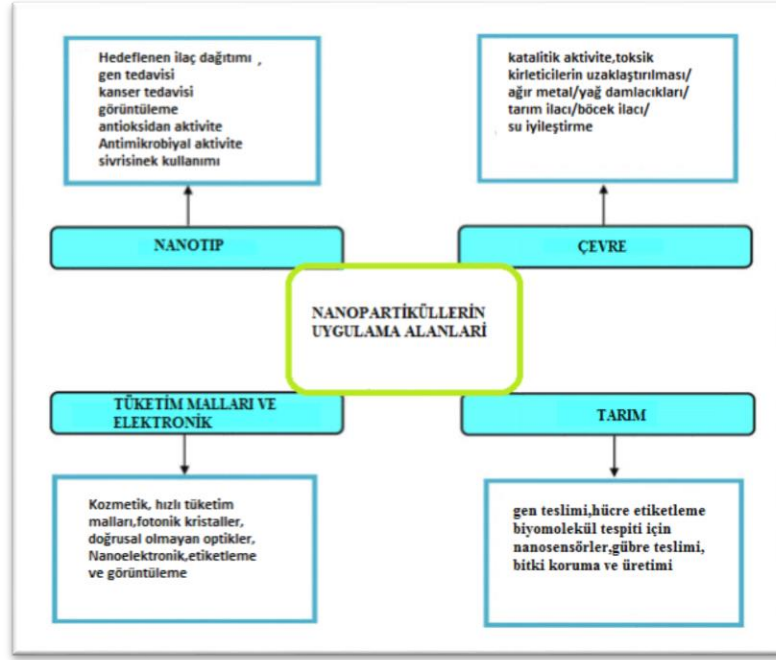 Hedeflenen ilaç dağıtımı ,
gen tedavisi
kanser tedavisi
görüntüleme
antioksidan aktivite
Antimikrobiyal aktivite
sivrisinek kullanımı
katalitik aktivite,toksik
kirleticilerin uzaklaştırılması/
ağır metal/yağ damlacıkları/
tarım ilacı/böcek ilacı/
su iyileştirme
NANOTIP
ÇEVRE
NANOPARTİKÜLLERİN
UYGULAMA ALANLARİ
TÜKETİM MALLARI VE
ELEKTRONİK
TARIM
Kozmetik, hızlı tüketim
malları,fotonik kristaller,
doğrusal olmayan optikler,
Nanoelektronik,etiketleme
ve görüntüleme
gen teslimi,hücre etiketleme
biyomolekül tespiti için
nanosensörler,gübre teslimi,
bitki koruma ve üretimi